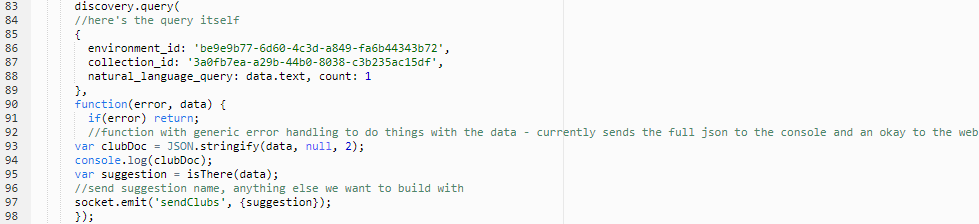 83 discovery.query(
84 //here's the query itself
85 {
86 environment_id: 'be9e9b77-6d60-4c3d-a849-fa6b44343b72',
87 collection_id: '3a0fb7ea-a29b-44b0-8038-c3b235ac15df',
88 natural_language_query: data.text, count: 1
89 },
90 function(error, data) {
91 if(error) return;
92 //function with generic error handling to do things with the data - currently sends the full json to the console and an okay to the web
93 var clubDoc = JSON.stringify(data, null, 2);
94 console.log(clubDoc);
95 var suggestion = isThere(data);
96 //send suggestion name, anything else we want to build with
97 socket.emit('sendClubs', {suggestion});
98 });